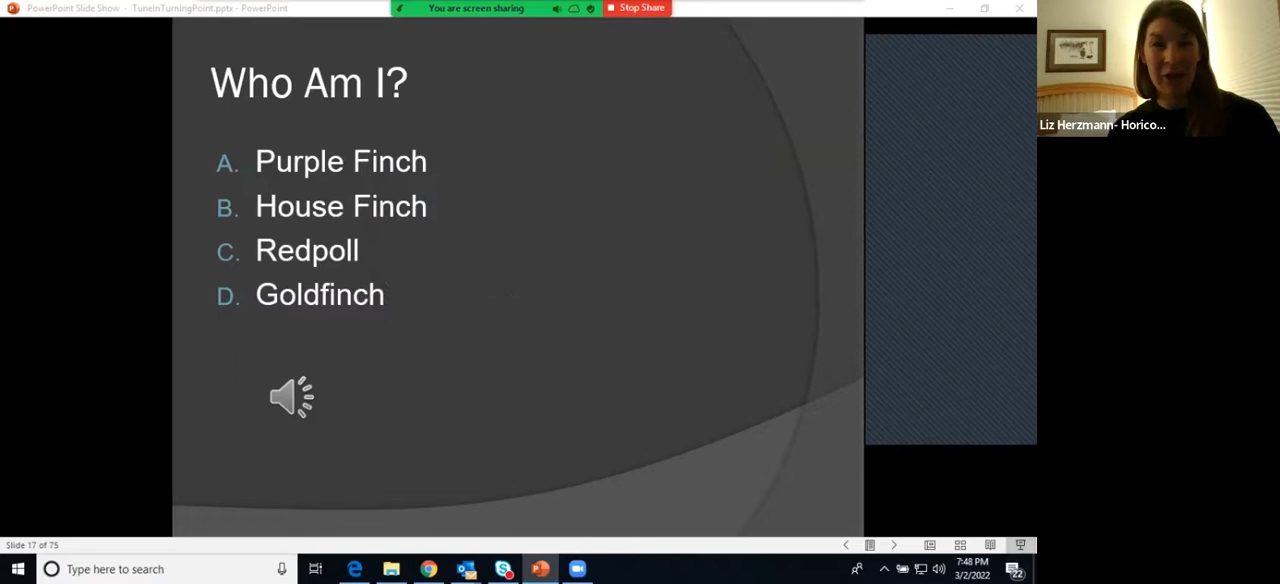 PowerPoint Slide Show - TuneInTurningPoint.pptx - PowerPoint
You are screen sharing
Stop Share
Who Am I?
A. Purple Finch
B. House Finch
C. Redpoll
D. Goldfinch
Liz Herzmann- Horico...
Slide 17 of 75
Type here to search
7:48 PM
3/2/2022
22